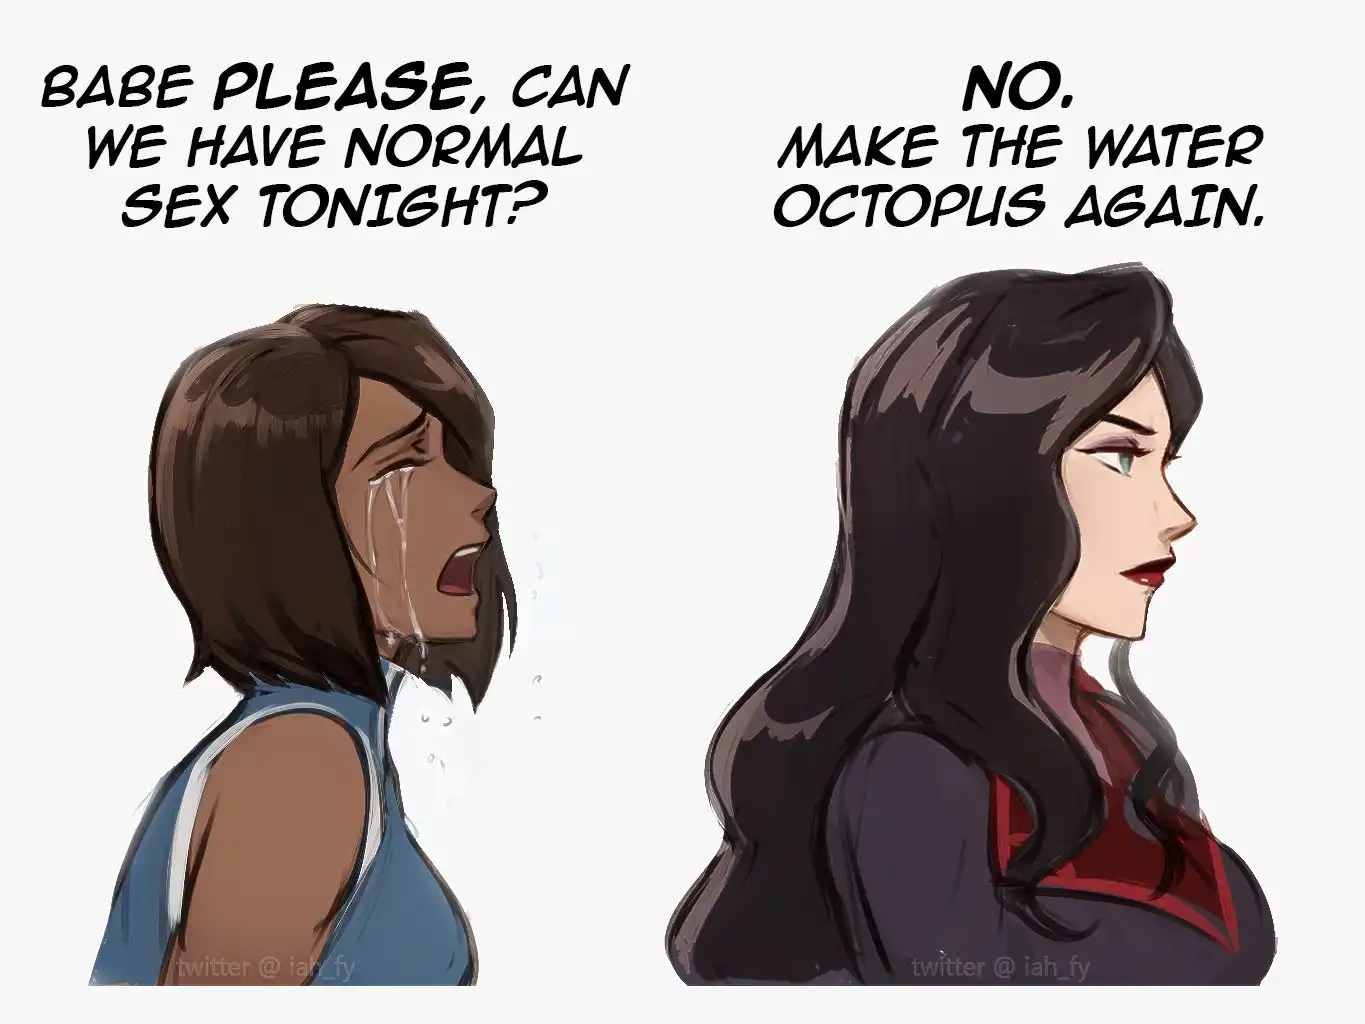 BABE PLEASE, CAN
WE HAVE NORMAL
SEX TONIGHT?
NO.
MAKE THE WATER
OCTOPUS AGAIN.
twitter @ iah_fy
twitter @ iah_fy